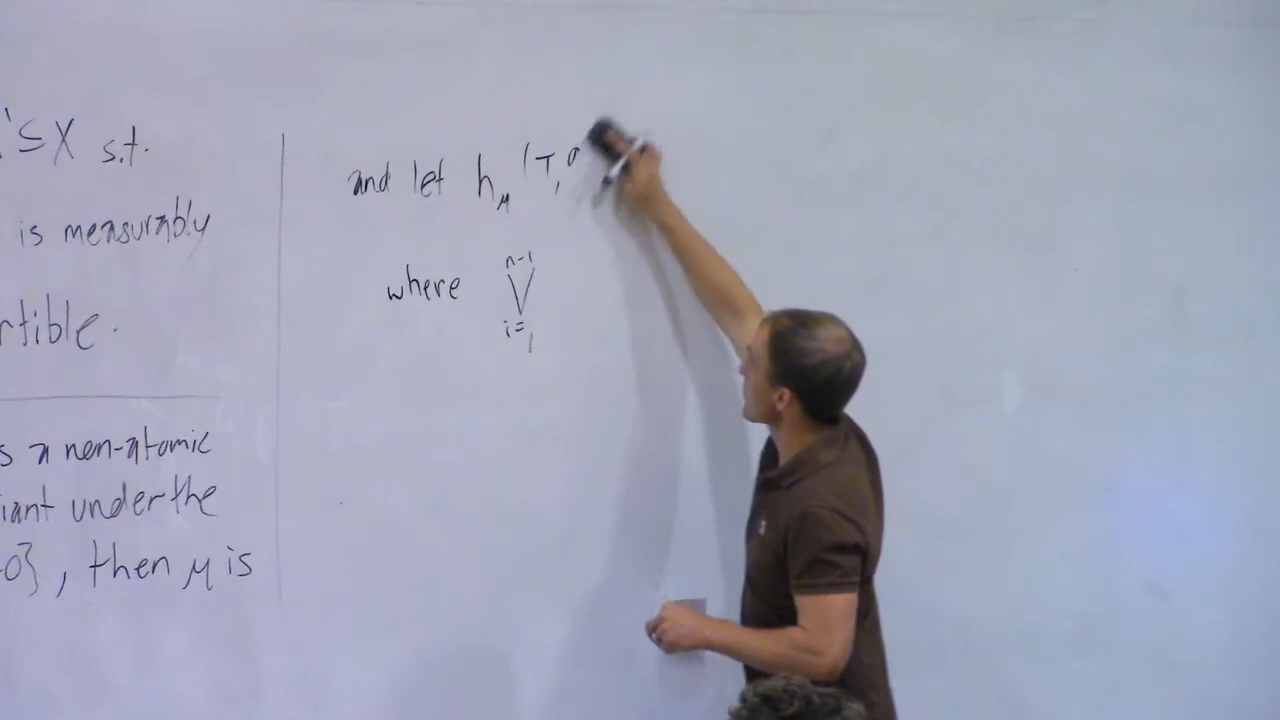 ⊆X s.t.
is measurably
rtible.
s a non-atomic
iant under the
0}, then μ is
and let h_μ (T,
where ⋁_{i=1}^{n-1}